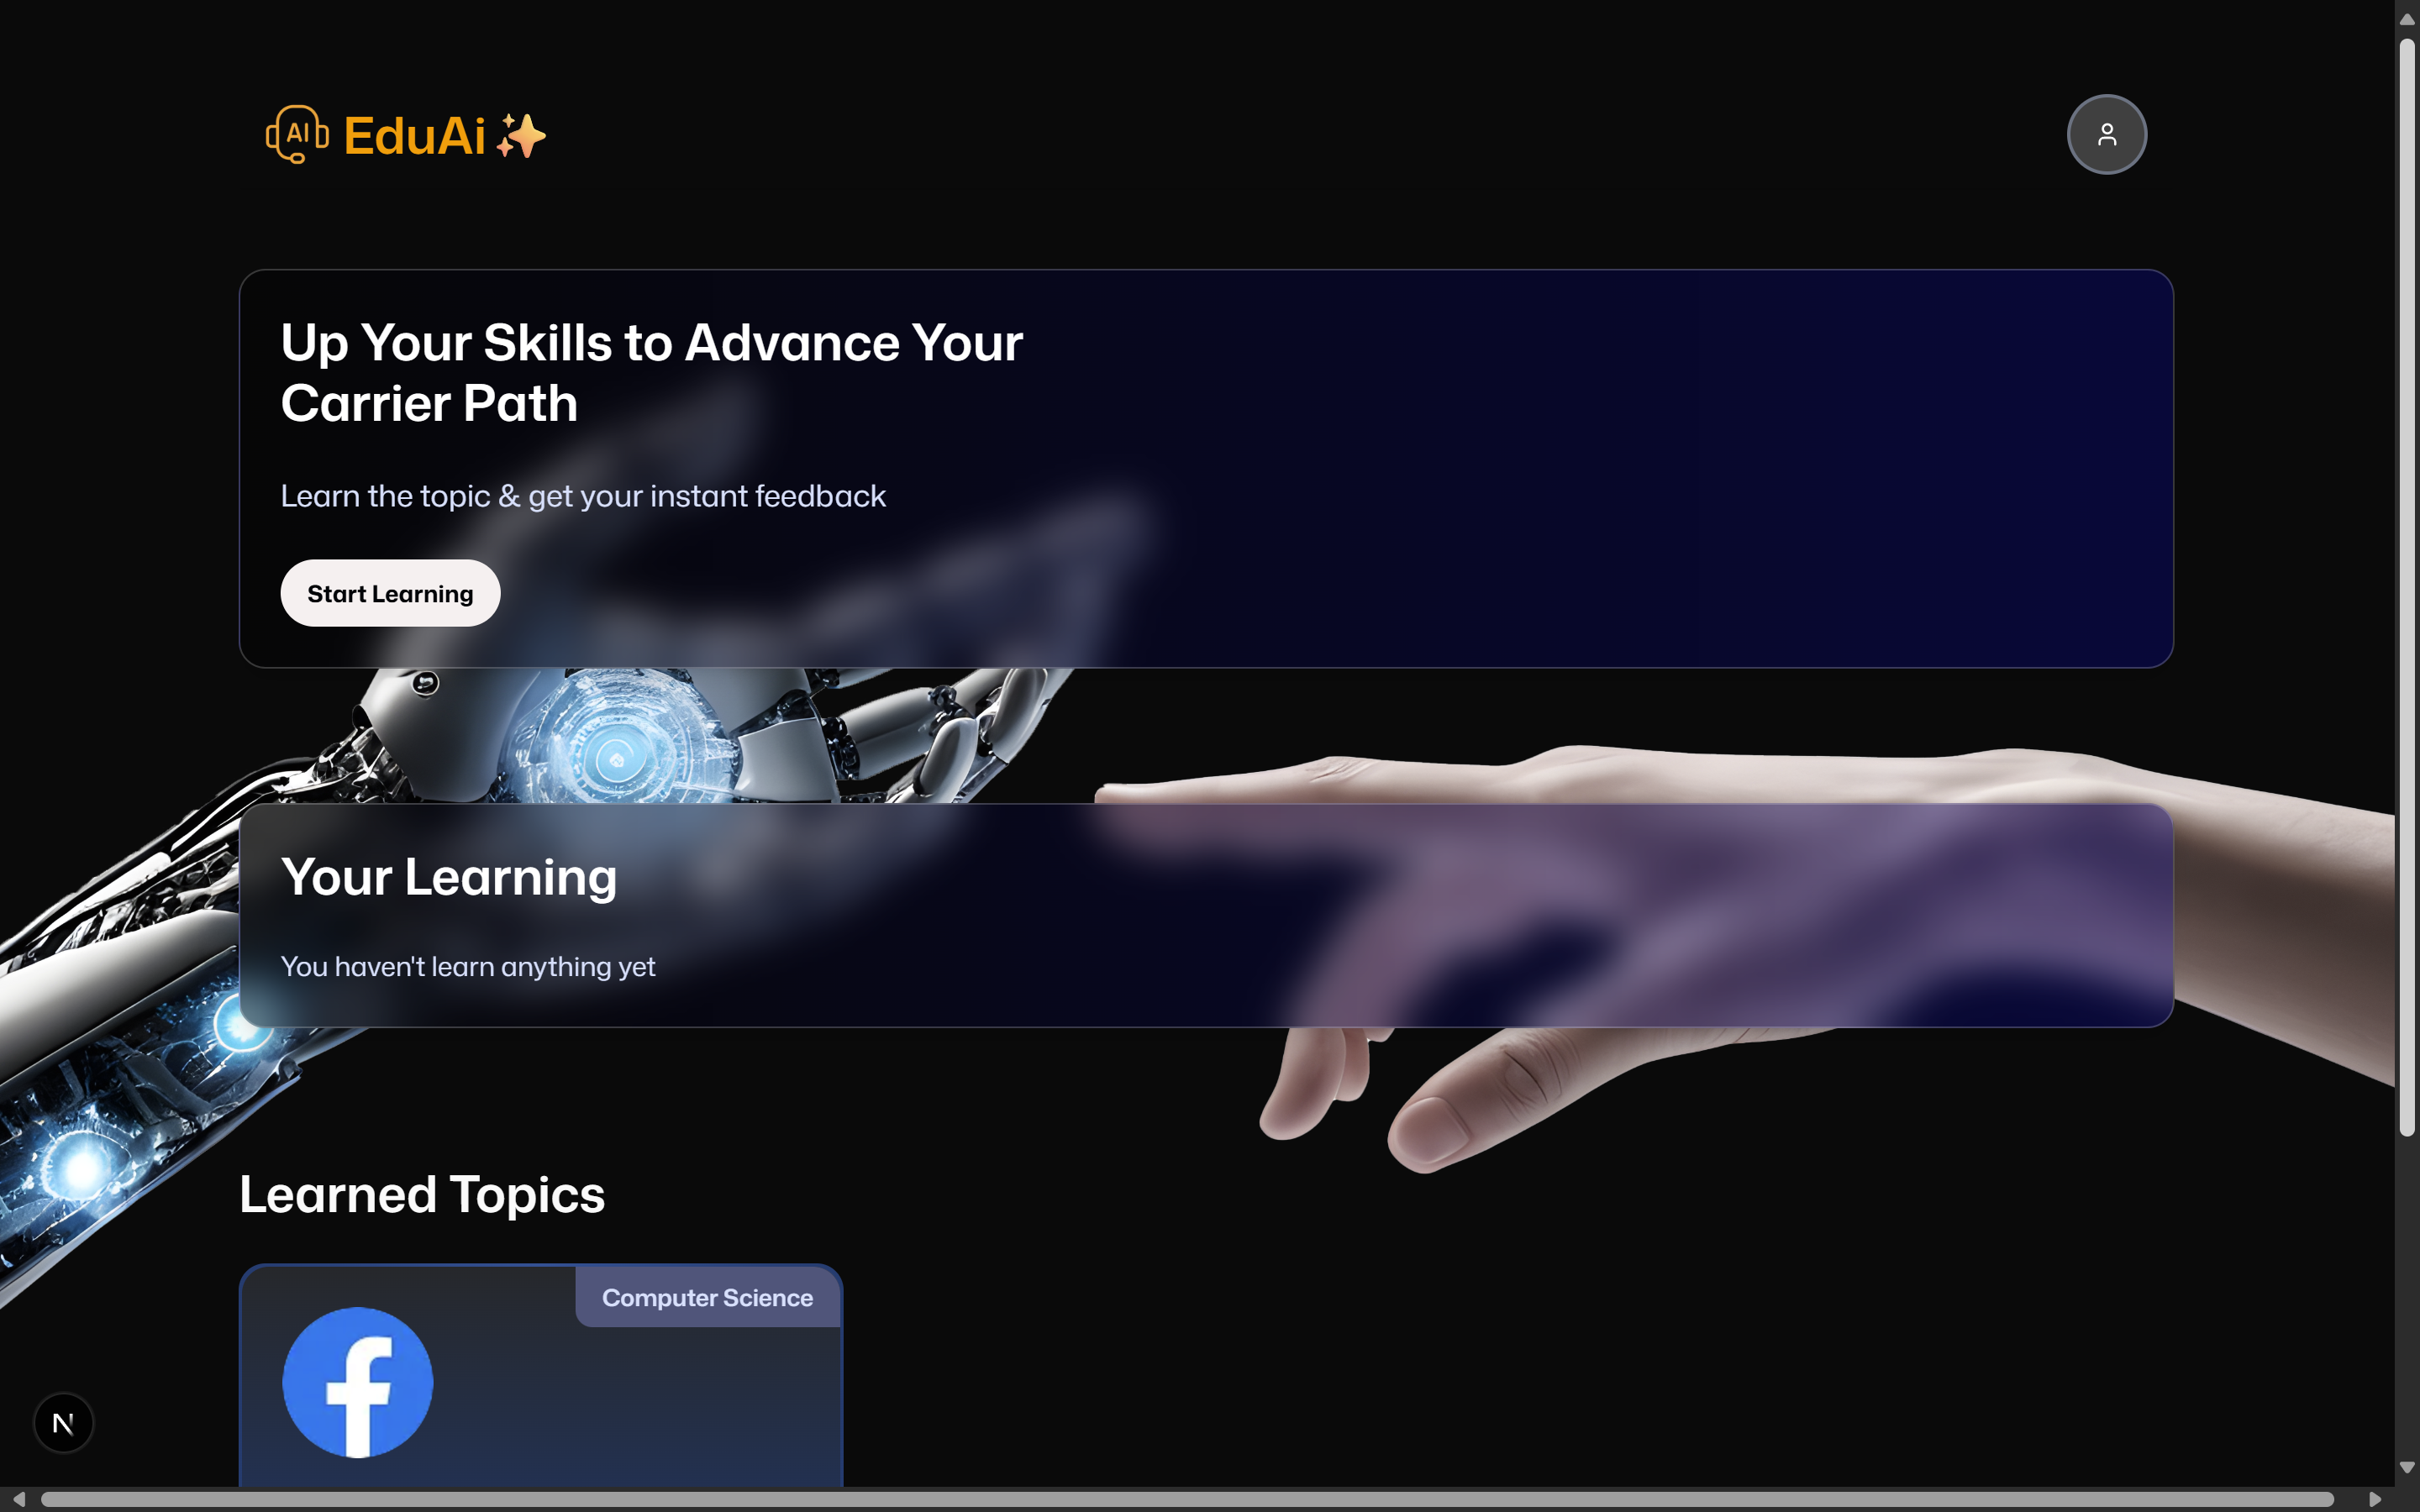 AI EduAi
Up Your Skills to Advance Your
Carrier Path
Learn the topic & get your instant feedback
Start Learning
Your Learning
You haven't learn anything yet
Learned Topics
Computer Science
f
N